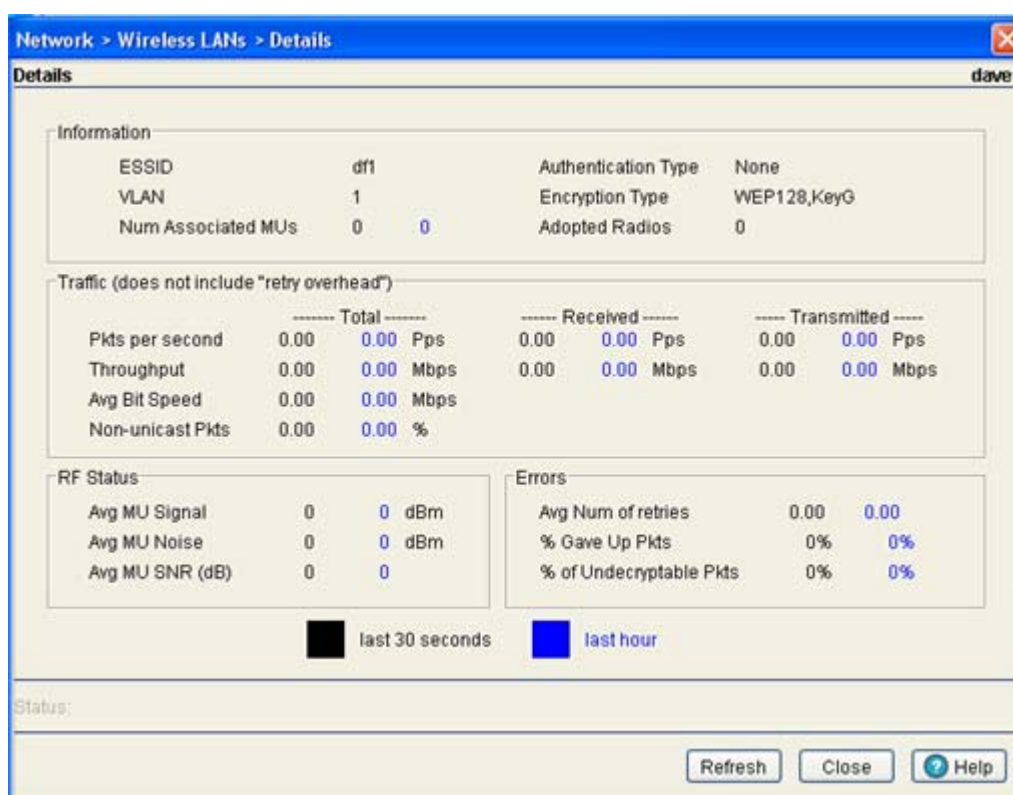 Network > Wireless LANs > Details
Details dave
Information
ESSID df1 Authentication Type None
VLAN 1 Encryption Type WEP128,KeyG
Num Associated MUs 0 0 Adopted Radios 0
Traffic (does not include "retry overhead")
------- Total ------- ------ Received ------ ----- Transmitted -----
Pkts per second 0.00 0.00 Pps 0.00 0.00 Pps 0.00 0.00 Pps
Throughput 0.00 0.00 Mbps 0.00 0.00 Mbps 0.00 0.00 Mbps
Avg Bit Speed 0.00 0.00 Mbps
Non-unicast Pkts 0.00 0.00 %
RF Status Errors
Avg MU Signal 0 0 dBm Avg Num of retries 0.00 0.00
Avg MU Noise 0 0 dBm % Gave Up Pkts 0% 0%
Avg MU SNR (dB) 0 0 % of Undecryptable Pkts 0% 0%
last 30 seconds last hour
Status:
Refresh Close ? Help